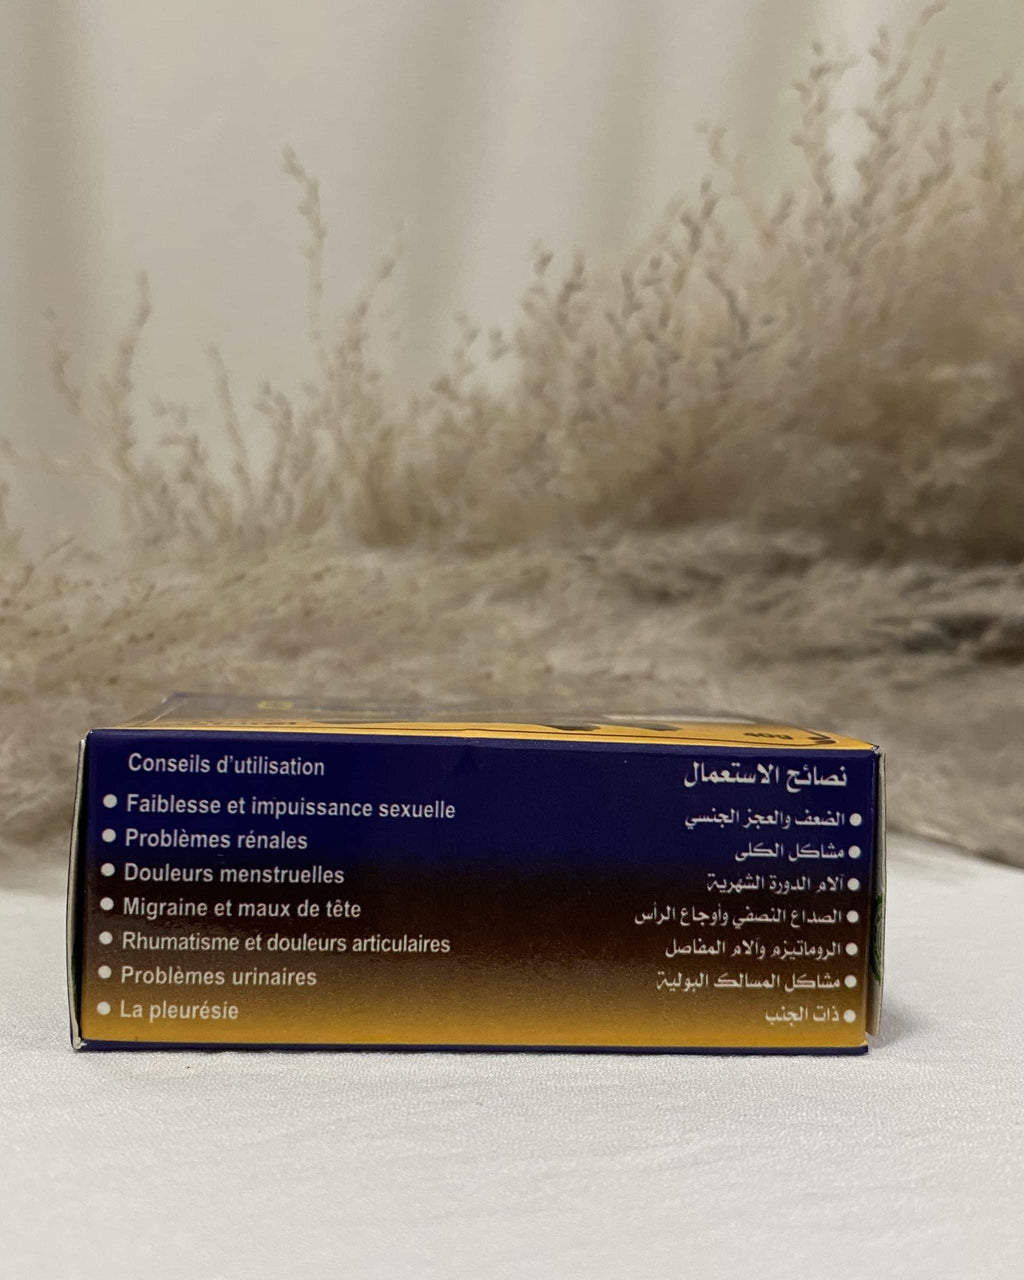 Conseils d'utilisation
● Faiblesse et impuissance sexuelle
● Problèmes rénales
● Douleurs menstruelles
● Migraine et maux de tête
● Rhumatisme et douleurs articulaires
● Problèmes urinaires
● La pleurésie
نصائح الاستعمال
● الضعف والعجز الجنسي
● مشاكل الكلى
● آلام الدورة الشهرية
● الصداع النصفي وأوجاع الرأس
● الروماتيزم وآلام المفاصل
● مشاكل المسالك البولية
● ذات الجنب